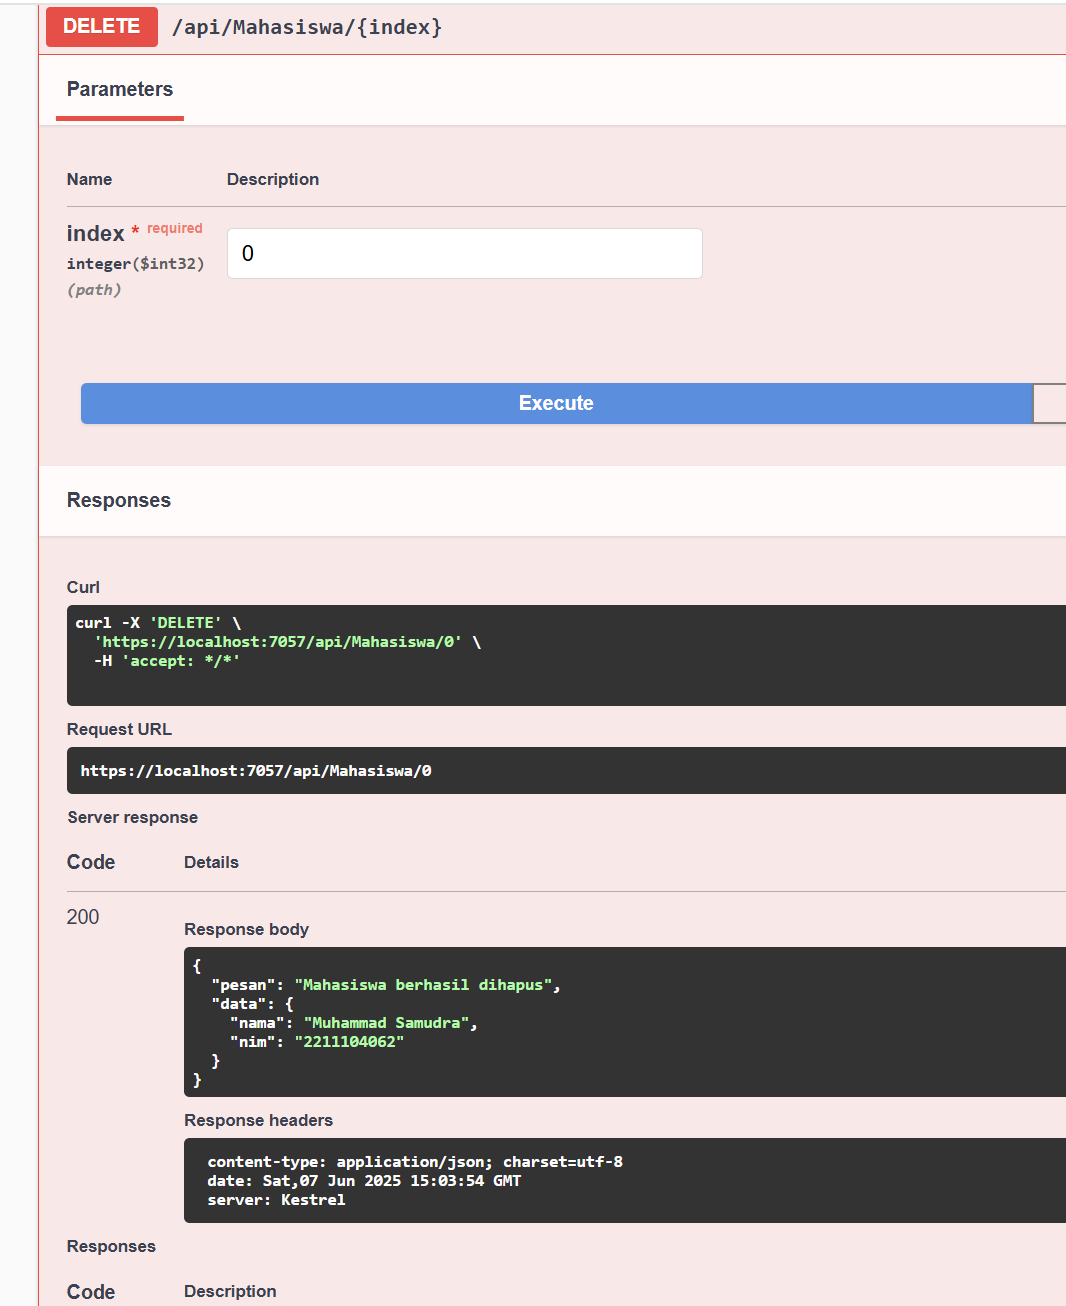 DELETE /api/Mahasiswa/{index}
Parameters
Name Description
index * required
integer($int32)
(path)
0
Execute
Responses
Curl
curl -X 'DELETE' \
'https://localhost:7057/api/Mahasiswa/0' \
-H 'accept: */*'
Request URL
https://localhost:7057/api/Mahasiswa/0
Server response
Code Details
200
Response body
{
"pesan": "Mahasiswa berhasil dihapus",
"data": {
"nama": "Muhammad Samudra",
"nim": "2211104062"
}
}
Response headers
content-type: application/json; charset=utf-8
date: Sat,07 Jun 2025 15:03:54 GMT
server: Kestrel
Responses
Code Description